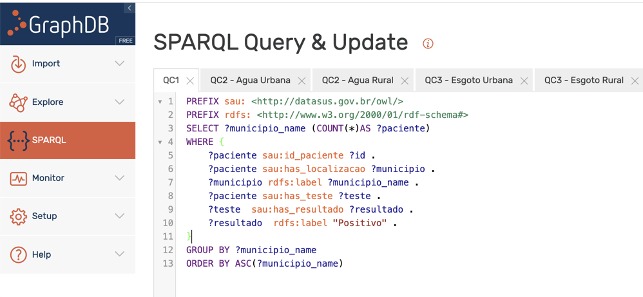 GraphDB
FREE
Import
Explore
SPARQL
Monitor
Setup
Help
SPARQL Query & Update
QC1 QC2 - Agua Urbana QC2 - Agua Rural QC3 - Esgoto Urbana QC3 - Esgoto Rural
1 PREFIX sau: <http://datasus.gov.br/owl/>
2 PREFIX rdfs: <http://www.w3.org/2000/01/rdf-schema#>
3 SELECT ?municipio_name (COUNT(*)AS ?paciente)
4 WHERE {
5 ?paciente sau:id_paciente ?id .
6 ?paciente sau:has_localizacao ?municipio .
7 ?municipio rdfs:label ?municipio_name .
8 ?paciente sau:has_teste ?teste .
9 ?teste sau:has_resultado ?resultado .
10 ?resultado rdfs:label "Positivo" .
11 }
12 GROUP BY ?municipio_name
13 ORDER BY ASC(?municipio_name)